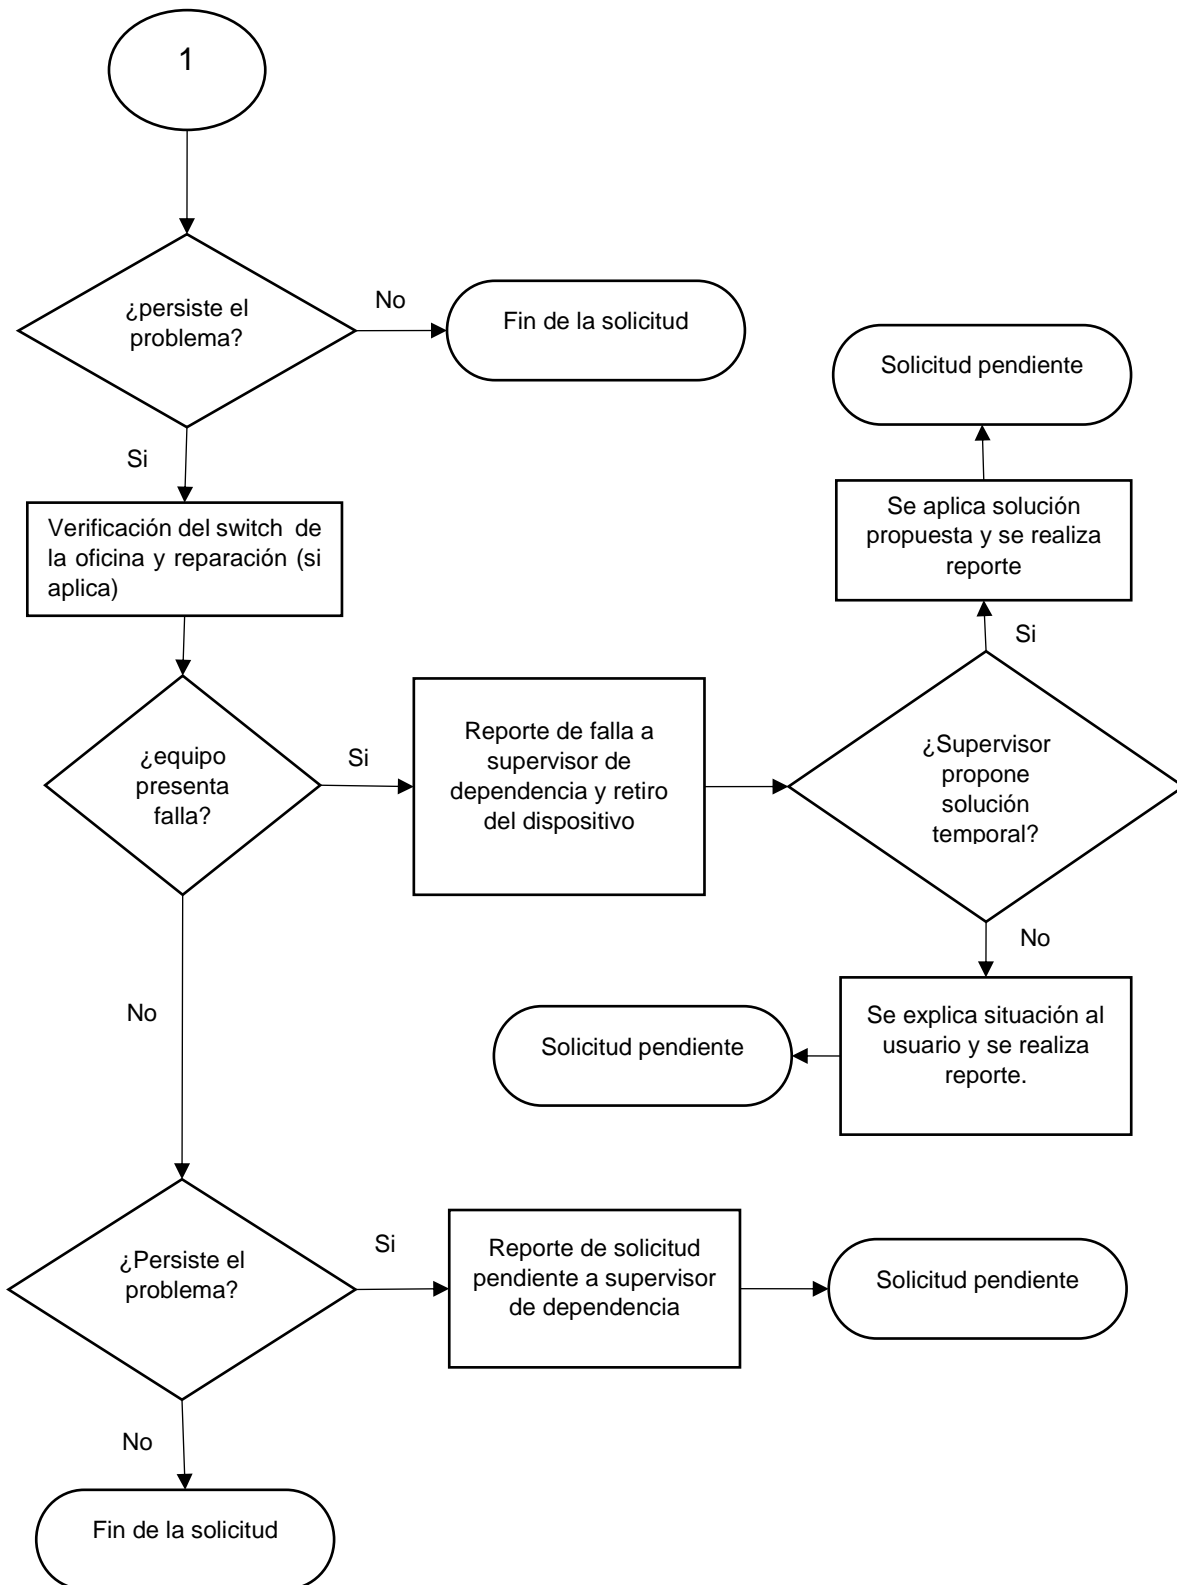 1
¿persiste el
problema?
No
Fin de la solicitud
Solicitud pendiente
Si
Verificación del switch de
la oficina y reparación (si
aplica)
Se aplica solución
propuesta y se realiza
reporte
Si
¿equipo
presenta
falla?
Si
Reporte de falla a
supervisor de
dependencia y retiro
del dispositivo
¿Supervisor
propone
solución
temporal?
No
No
Solicitud pendiente
Se explica situación al
usuario y se realiza
reporte.
¿Persiste el
problema?
Si
Reporte de solicitud
pendiente a supervisor
de dependencia
Solicitud pendiente
No
Fin de la solicitud